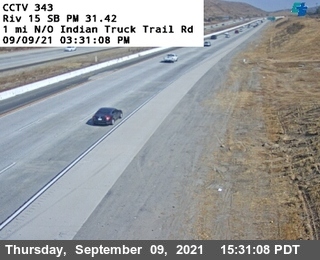 CCTV 343
Riv 15 SB PM 31.42
1 mi N/O Indian Truck Trail Rd
09/09/21 03:31:08 PM
Thursday, September 09, 2021 15:31:08 PDT